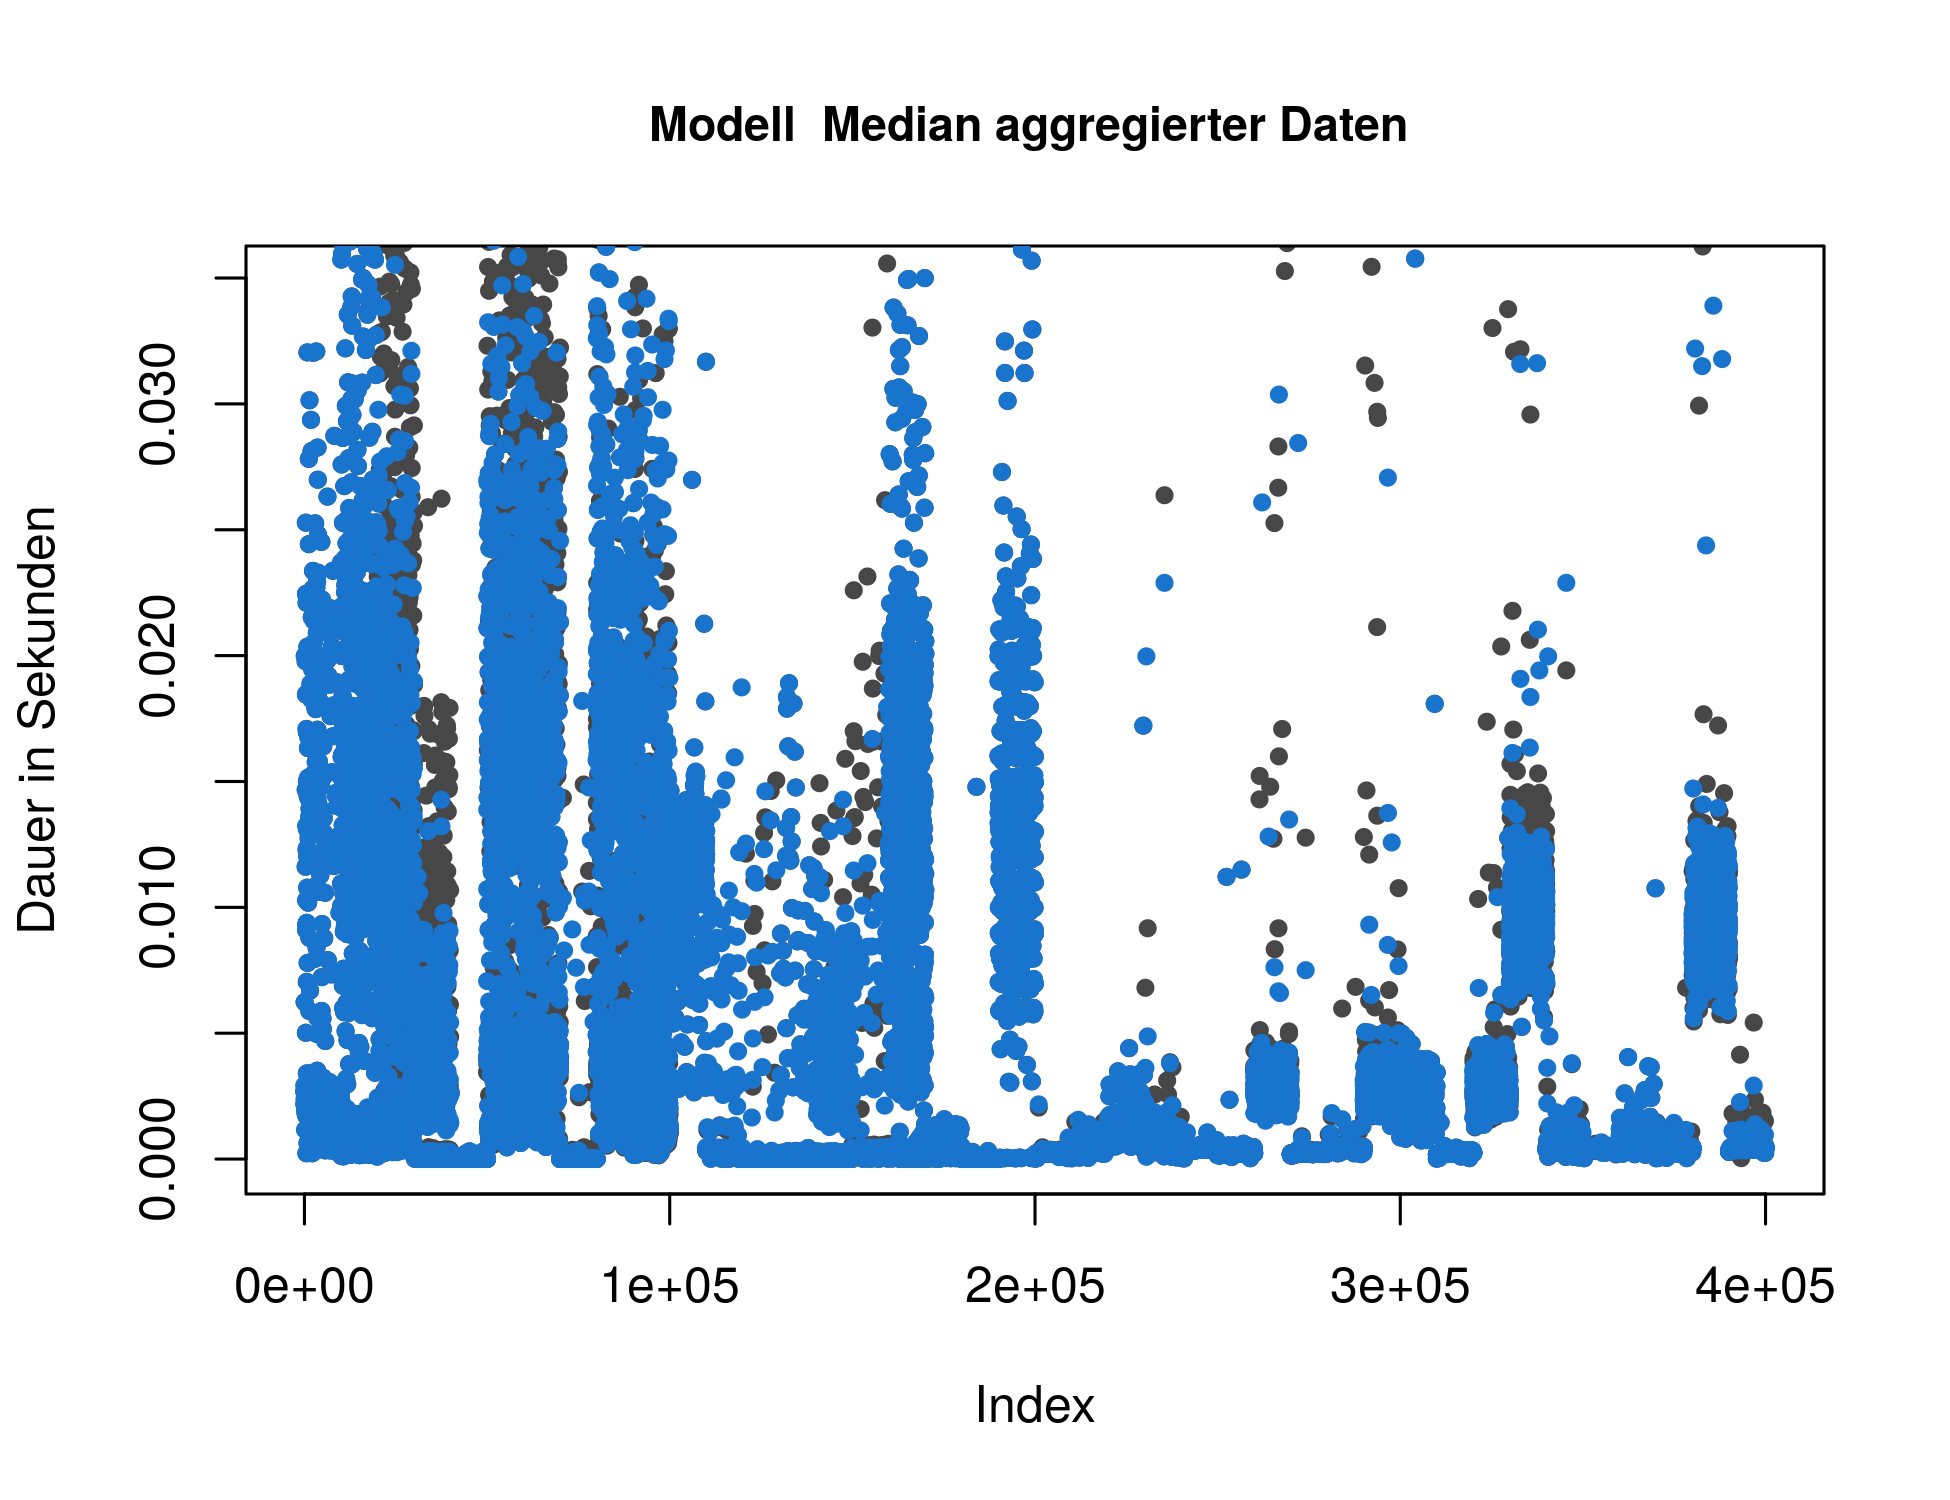 Modell  Median aggregierter Daten
Dauer in Sekunden
0.030
0.020
0.010
0.000
0e+00 1e+05 2e+05 3e+05 4e+05
Index